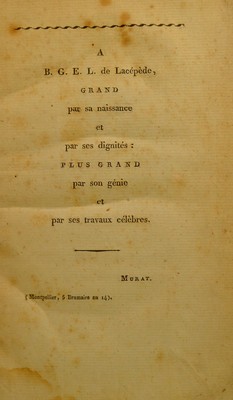 A
B. G. E. L. de Lacépède,
GRAND
par sa naissance
et
par ses dignités :
PLUS GRAND
par son génie
et
par ses travaux célèbres.
MURAT.
(Montpellier, 5 Brumaire an 14).